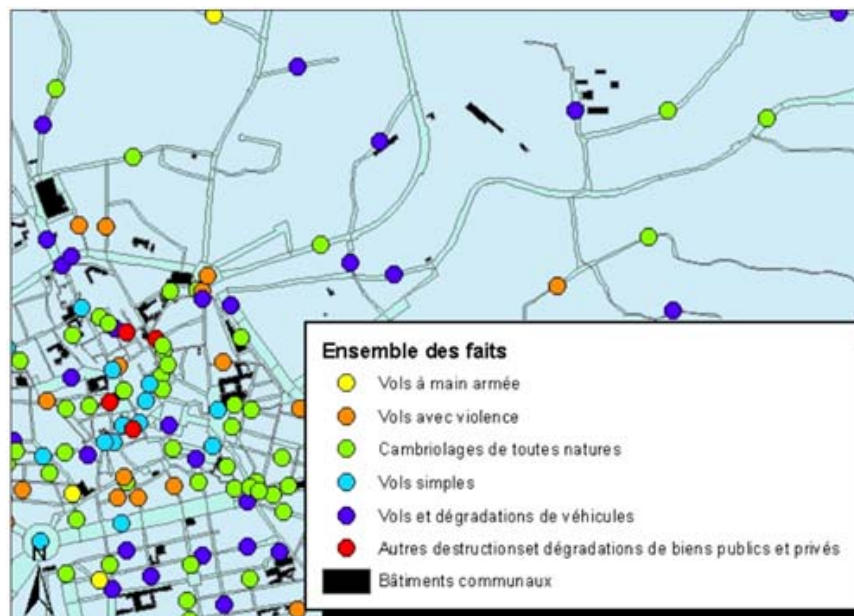 Ensemble des faits
Vols à main armée
Vols avec violence
Cambriolages de toutes natures
Vols simples
Vols et dégradations de véhicules
Autres destructionset dégradations de biens publics et privés
Bâtiments communaux
N